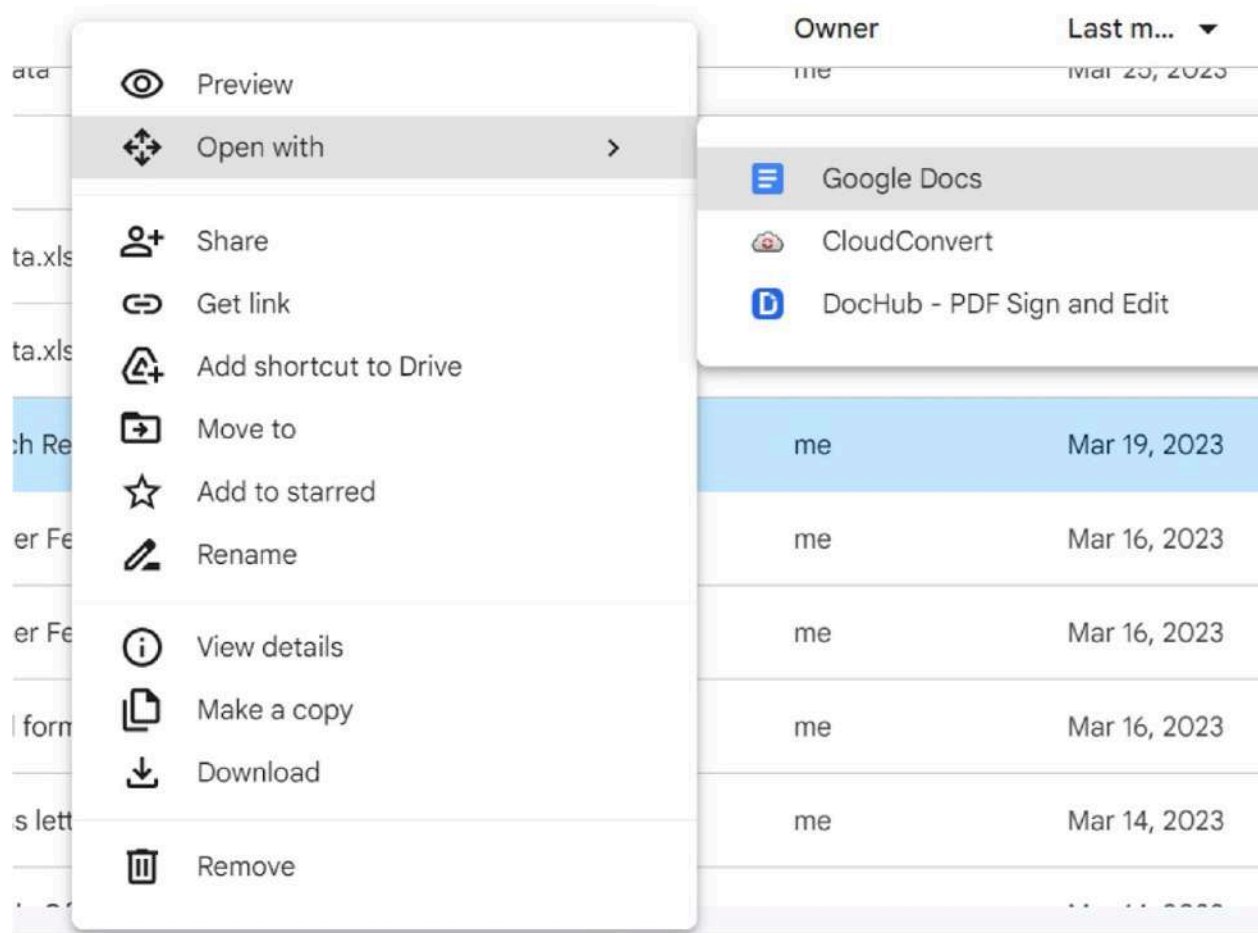 Owner Last m...
ata me Mar 25, 2023
Preview
Open with
Google Docs
Share
CloudConvert
ta.xls
Get link
DocHub - PDF Sign and Edit
ta.xls
Add shortcut to Drive
Move to
ch Re me Mar 19, 2023
Add to starred
er Fe me Mar 16, 2023
Rename
er Fe me Mar 16, 2023
View details
Make a copy
form me Mar 16, 2023
Download
s lett me Mar 14, 2023
Remove